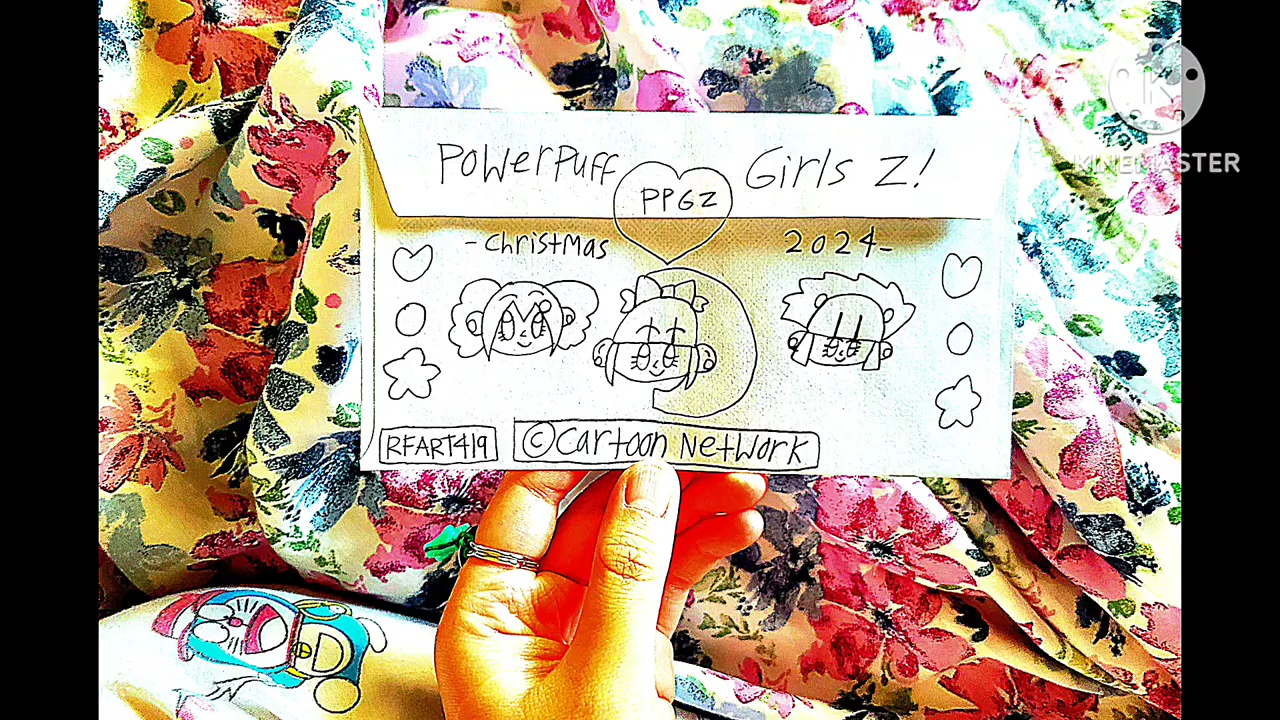 PowerPuff Girls Z!
PPGZ
-Christmas 2024-
RFART419
©Cartoon Network
K
KINEMASTER